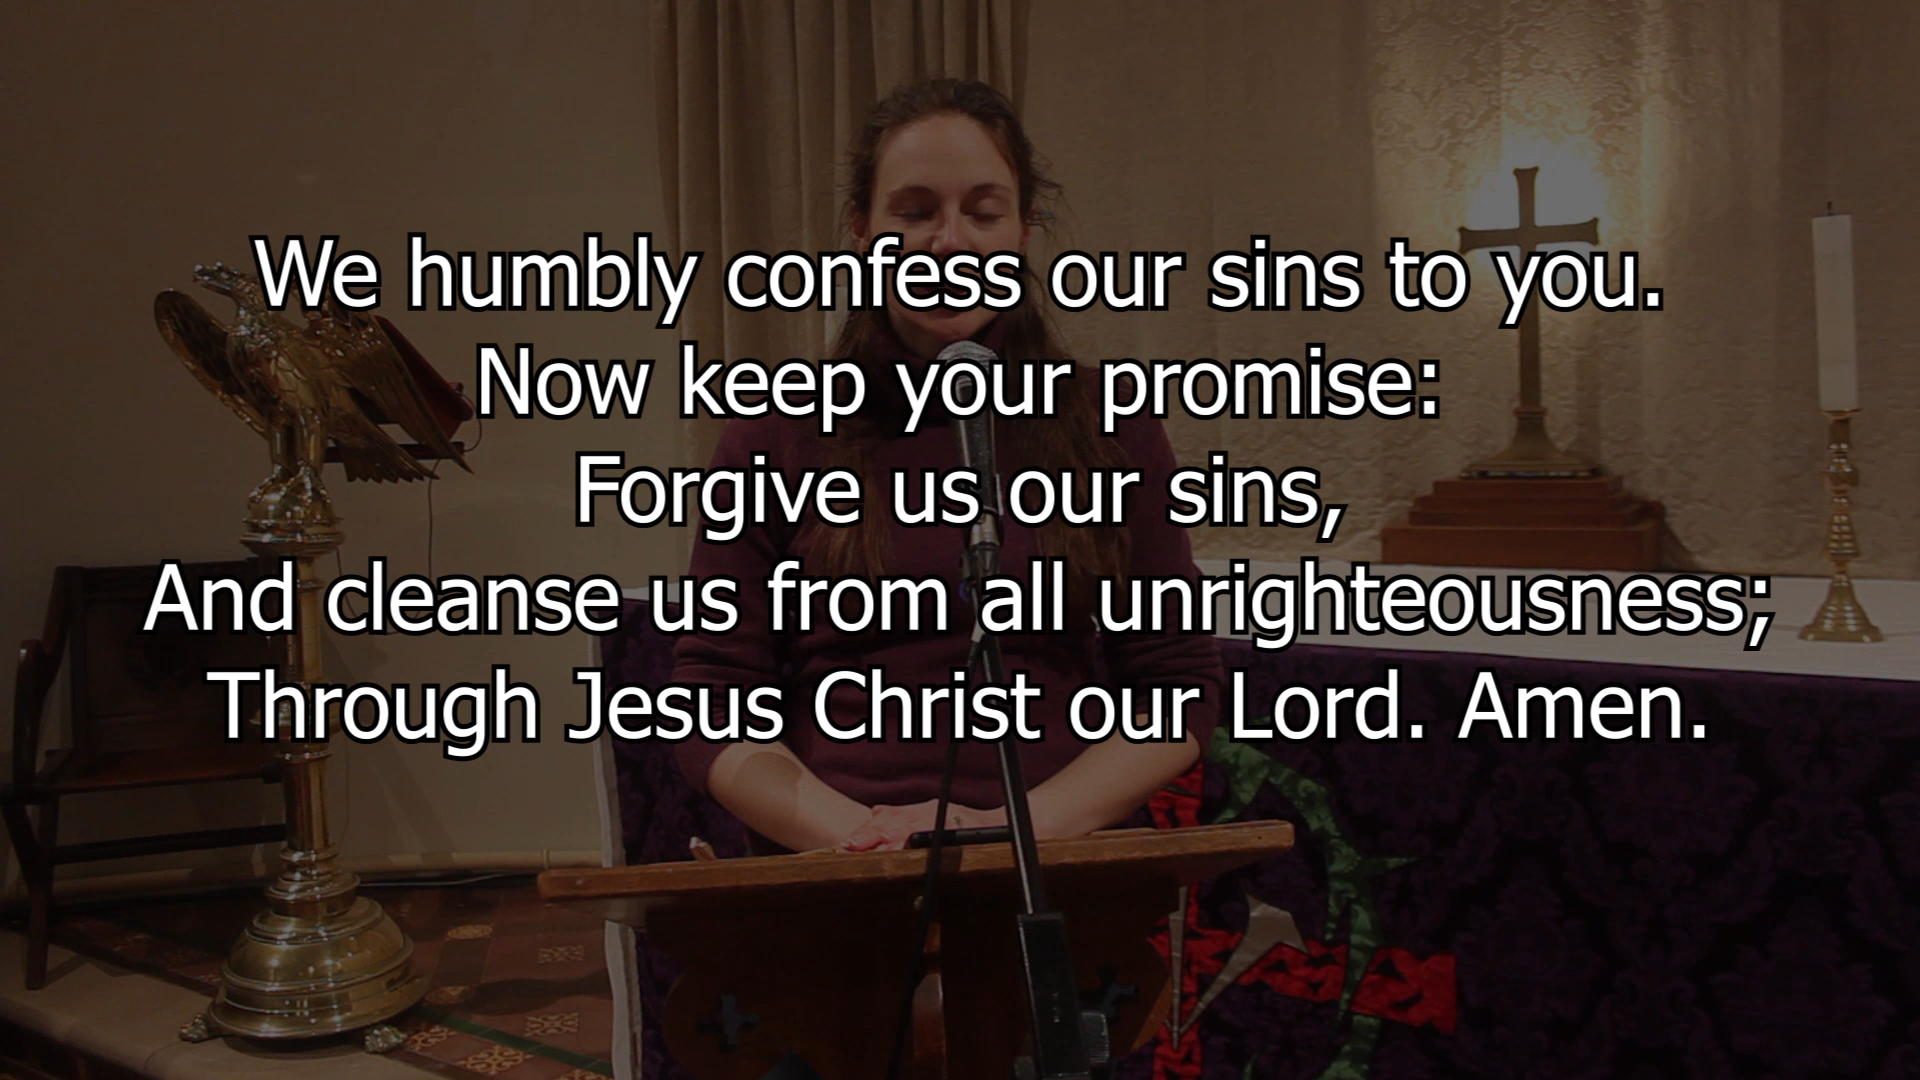 We humbly confess our sins to you.
Now keep your promise:
Forgive us our sins,
And cleanse us from all unrighteousness;
Through Jesus Christ our Lord. Amen.